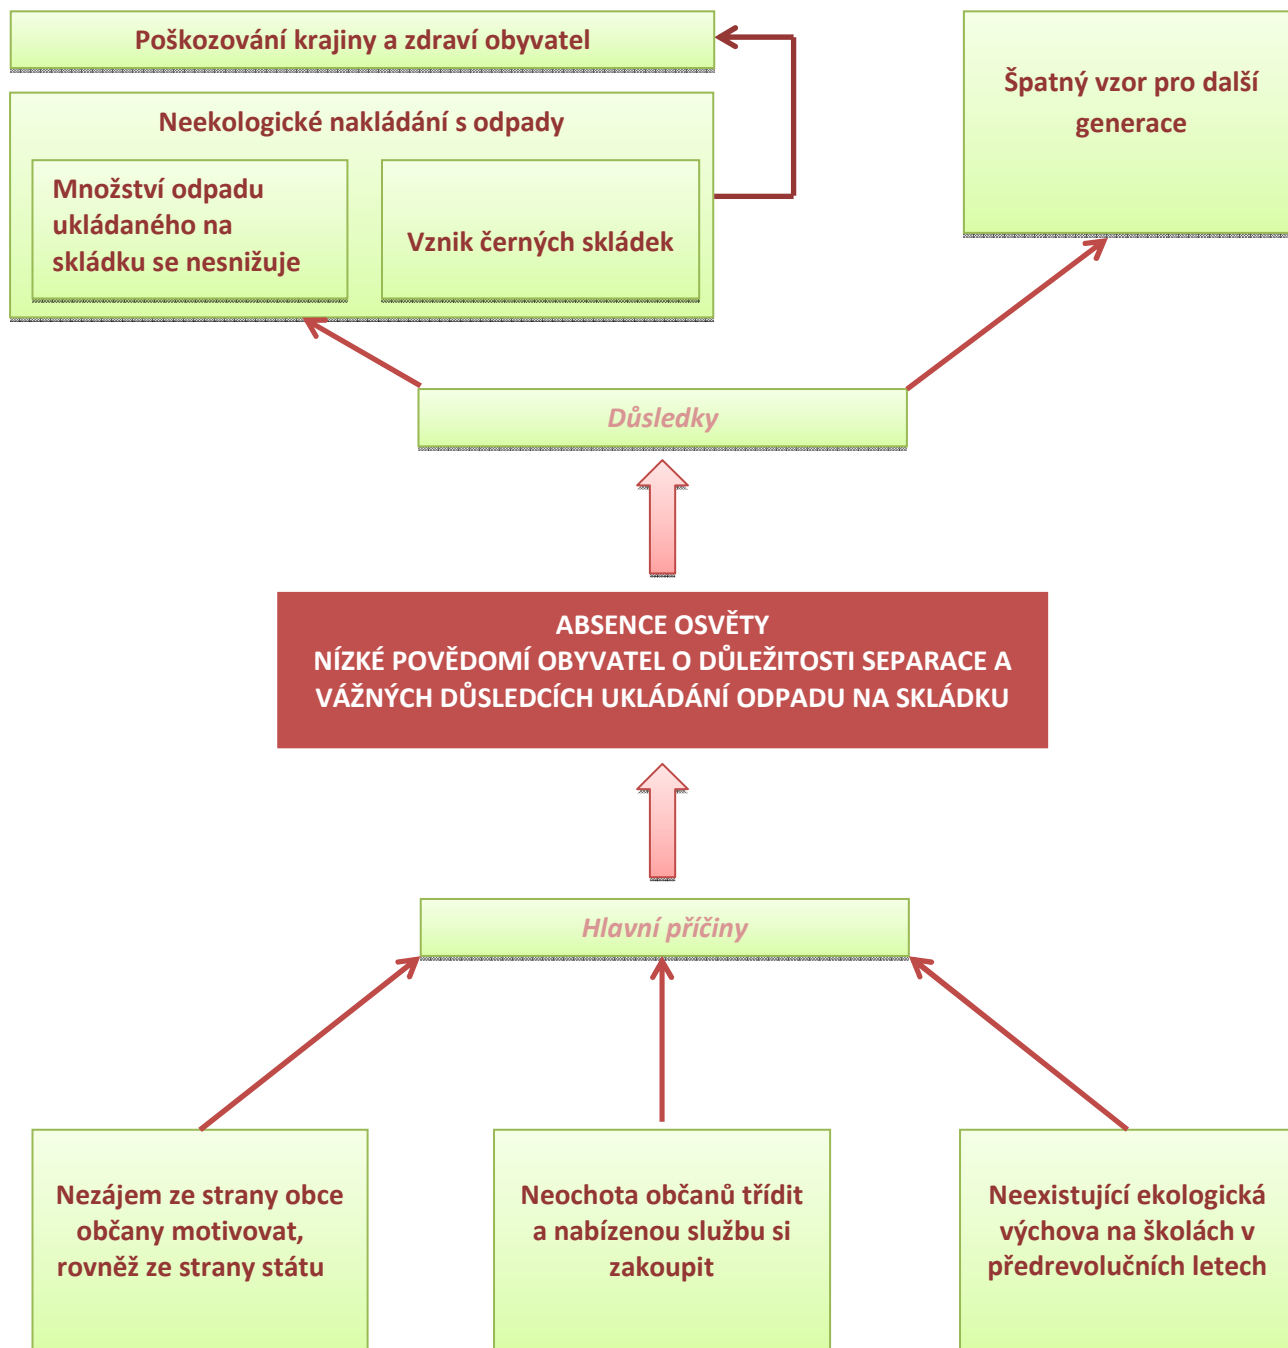 Poškozování krajiny a zdraví obyvatel
Neekologické nakládání s odpady
Množství odpadu
ukládaného na
skládku se nesnižuje
Vznik černých skládek
Špatný vzor pro další
generace
Důsledky
ABSENCE OSVĚTY
NÍZKÉ POVĚDOMÍ OBYVATEL O DŮLEŽITOSTI SEPARACE A
VÁŽNÝCH DŮSLEDCÍCH UKLÁDÁNÍ ODPADU NA SKLÁDKU
Hlavní příčiny
Nezájem ze strany obce
občany motivovat,
rovněž ze strany státu
Neochota občanů třídit
a nabízenou službu si
zakoupit
Neexistující ekologická
výchova na školách v
předrevolučních letech